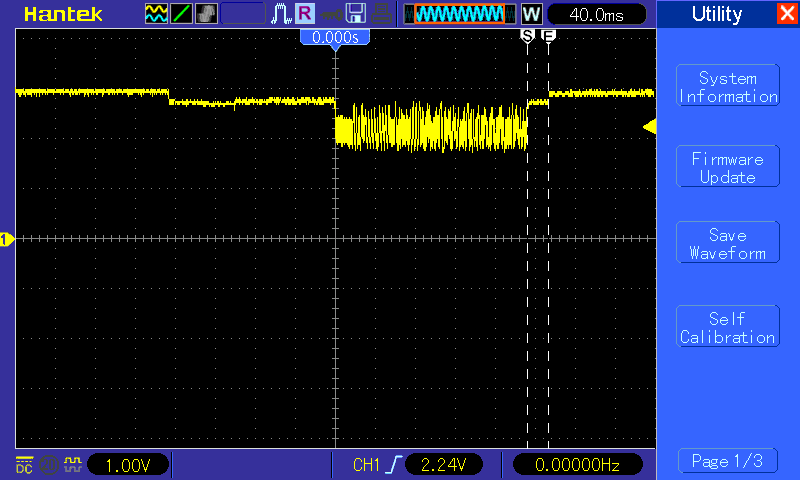 Hantek
R
W
40.0ms
Utility
0.000s
S
E
System
Information
Firmware
Update
1
Save
Waveform
Self
Calibration
DC
1.00V
CH1
2.24V
0.00000Hz
Page 1/3